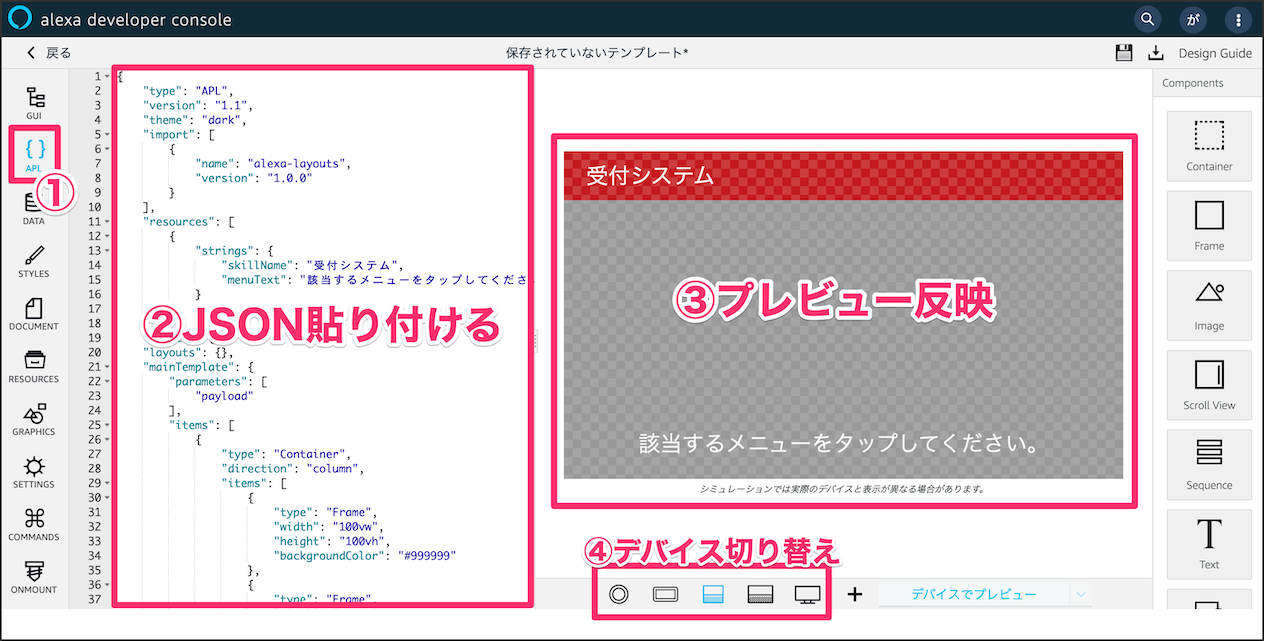 alexa developer console
が
戻る
保存されていないテンプレート*
Design Guide
GUI
{ }
APL
①
DATA
STYLES
DOCUMENT
RESOURCES
GRAPHICS
SETTINGS
COMMANDS
ONMOUNT
1 {
2 "type": "APL",
3 "version": "1.1",
4 "theme": "dark",
5 "import": [
6 {
7 "name": "alexa-layouts",
8 "version": "1.0.0"
9 }
10 ],
11 "resources": [
12 {
13 "strings": {
14 "skillName": "受付システム",
15 "menuText": "該当するメニューをタップしてくださ
16 }
17
18
19
②JSON貼り付ける
20 "layouts": {},
21 "mainTemplate": {
22 "parameters": [
23 "payload"
24 ],
25 "items": [
26 {
27 "type": "Container",
28 "direction": "column",
29 "items": [
30 {
31 "type": "Frame",
32 "width": "100vw",
33 "height": "100vh",
34 "backgroundColor": "#999999"
35 },
36 {
37 "type": "Frame",
受付システム
③プレビュー反映
該当するメニューをタップしてください。
シミュレーションでは実際のデバイスと表示が異なる場合があります。
④デバイス切り替え
+
デバイスでプレビュー
Components
Container
Frame
Image
Scroll View
Sequence
T
Text